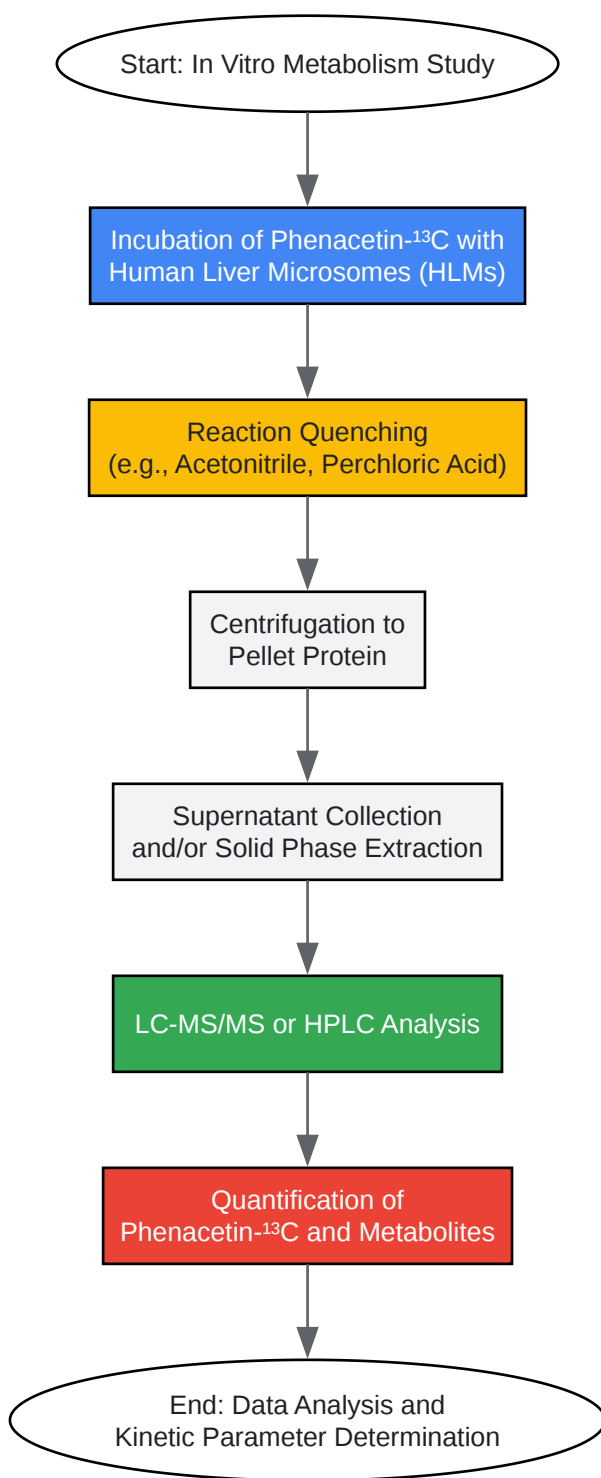 Start: In Vitro Metabolism Study
Incubation of Phenacetin-¹³C with
Human Liver Microsomes (HLMs)
Reaction Quenching
(e.g., Acetonitrile, Perchloric Acid)
Centrifugation to
Pellet Protein
Supernatant Collection
and/or Solid Phase Extraction
LC-MS/MS or HPLC Analysis
Quantification of
Phenacetin-¹³C and Metabolites
End: Data Analysis and
Kinetic Parameter Determination